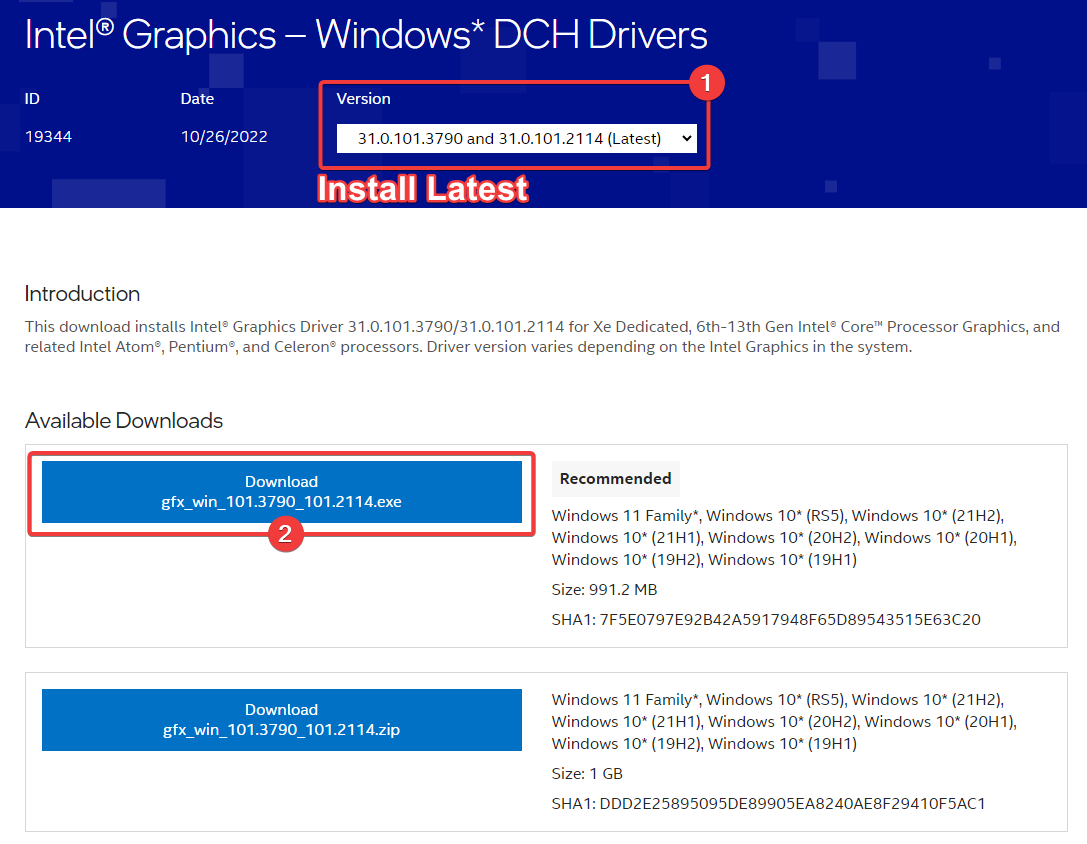 Intel® Graphics – Windows* DCH Drivers
1
ID
Date
Version
19344
10/26/2022
31.0.101.3790 and 31.0.101.2114 (Latest)
Install Latest
Introduction
This download installs Intel® Graphics Driver 31.0.101.3790/31.0.101.2114 for Xe Dedicated, 6th-13th Gen Intel® Core™ Processor Graphics, and
related Intel Atom®, Pentium®, and Celeron® processors. Driver version varies depending on the Intel Graphics in the system.
Available Downloads
Download
gfx_win_101.3790_101.2114.exe
2
Recommended
Windows 11 Family*, Windows 10* (RS5), Windows 10* (21H2),
Windows 10* (21H1), Windows 10* (20H2), Windows 10* (20H1),
Windows 10* (19H2), Windows 10* (19H1)
Size: 991.2 MB
SHA1: 7F5E0797E92B42A5917948F65D89543515E63C20
Download
gfx_win_101.3790_101.2114.zip
Windows 11 Family*, Windows 10* (RS5), Windows 10* (21H2),
Windows 10* (21H1), Windows 10* (20H2), Windows 10* (20H1),
Windows 10* (19H2), Windows 10* (19H1)
Size: 1 GB
SHA1: DDD2E25895095DE89905EA8240AE8F29410F5AC1